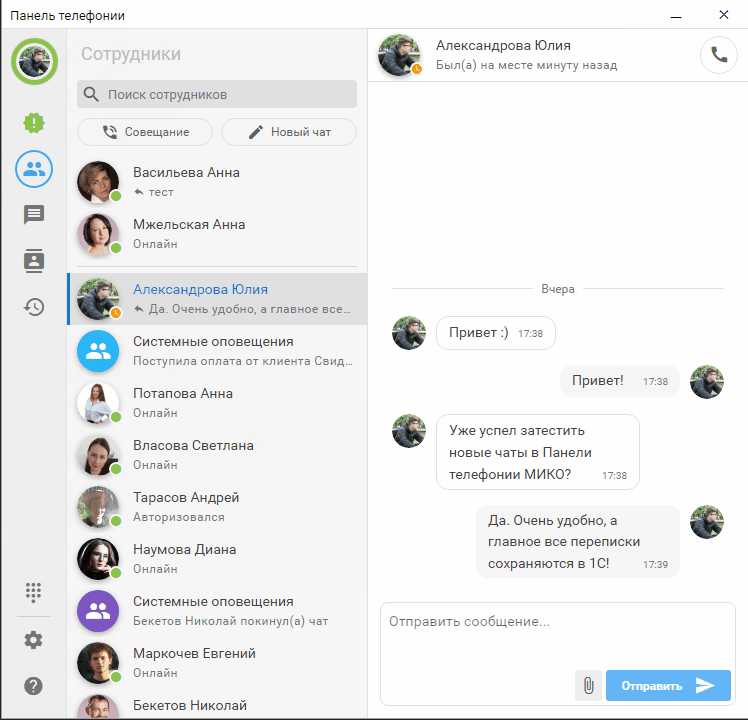 Панель телефонии
Сотрудники
Поиск сотрудников
Совещание
Новый чат
Васильева Анна
тест
Мжельская Анна
Онлайн
Александрова Юлия
Да. Очень удобно, а главное все...
Системные оповещения
Поступила оплата от клиента Свид...
Потапова Анна
Онлайн
Власова Светлана
Онлайн
Тарасов Андрей
Авторизовался
Наумова Диана
Онлайн
Системные оповещения
Бекетов Николай покинул(а) чат
Маркочев Евгений
Онлайн
Бекетов Николай
Александрова Юлия
Был(а) на месте минуту назад
Вчера
Привет :) 17:38
Привет! 17:38
Уже успел затестить
новые чаты в Панели
телефонии МИКО? 17:38
Да. Очень удобно, а
главное все переписки
сохраняются в 1С! 17:39
Отправить сообщение...
Отправить